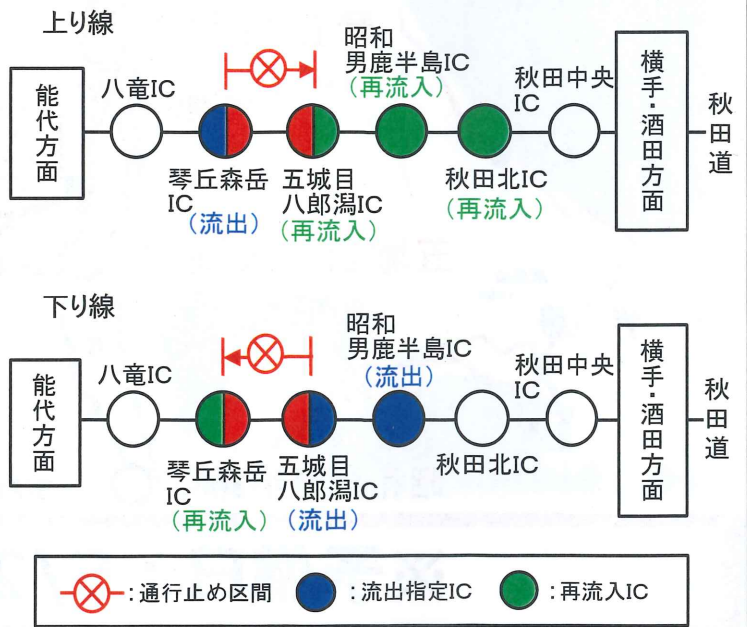 上り線
能代方面
八竜IC
琴丘森岳
IC
(流出)
五城目
八郎潟IC
(再流入)
昭和
男鹿半島IC
(再流入)
秋田北IC
(再流入)
秋田中央
IC
横手・酒田方面
秋田道
下り線
能代方面
八竜IC
琴丘森岳
IC
(再流入)
五城目
八郎潟IC
(流出)
昭和
男鹿半島IC
(流出)
秋田北IC
秋田中央
IC
横手・酒田方面
秋田道
:通行止め区間
:流出指定IC
:再流入IC